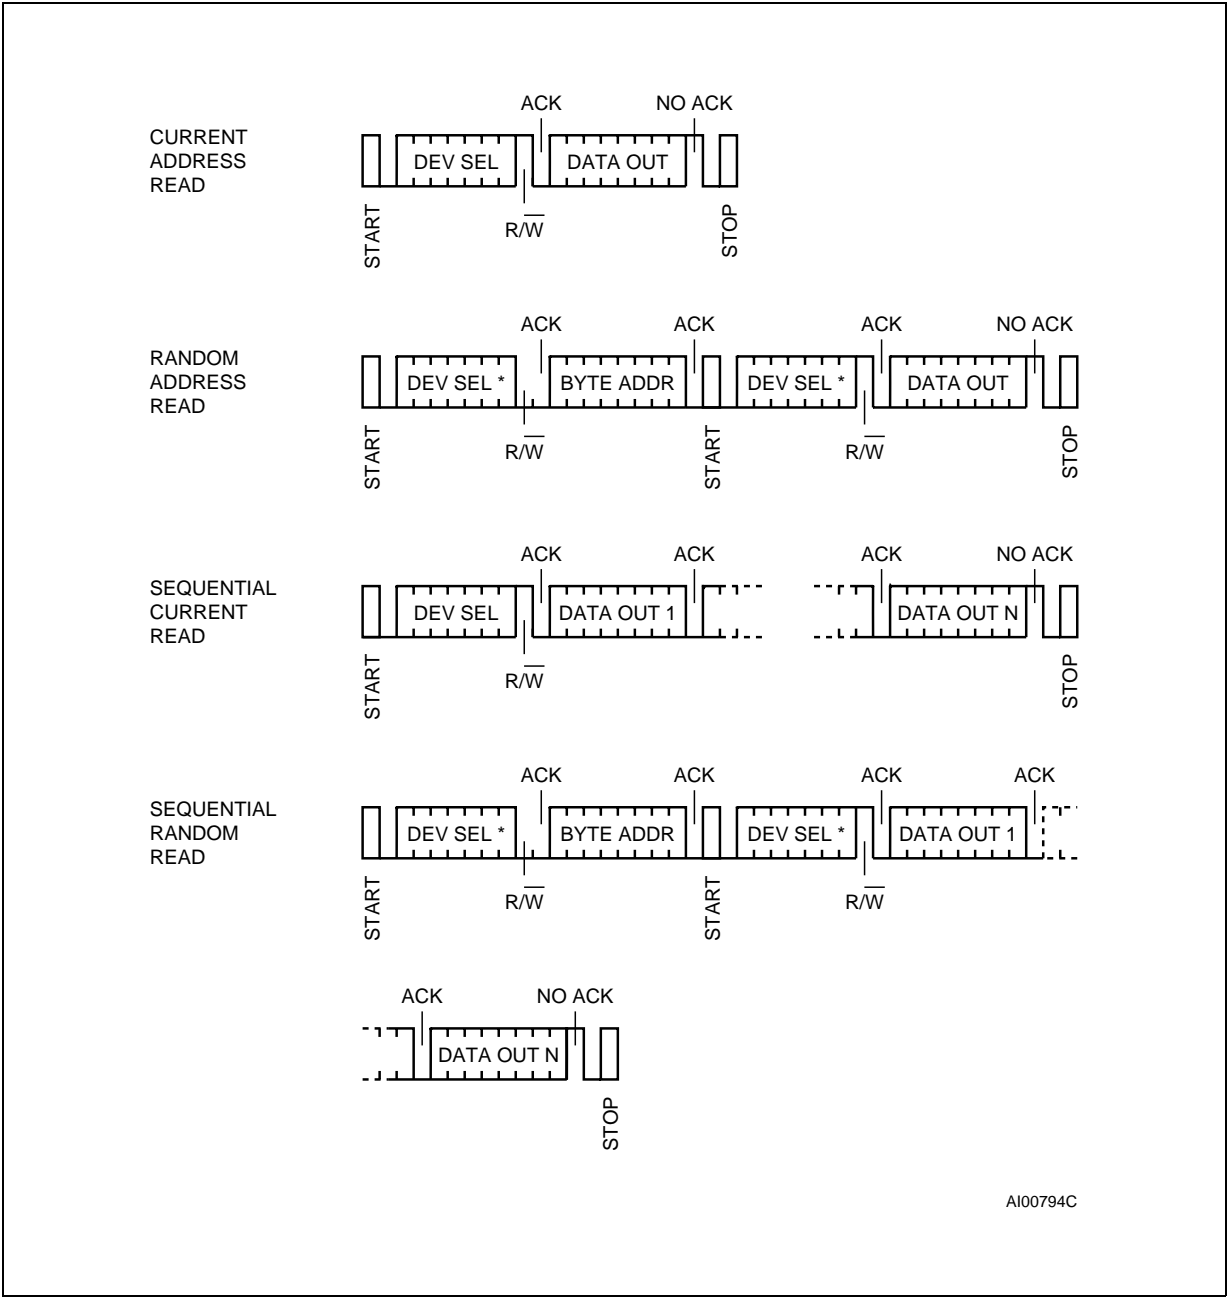 ACK NO ACK
CURRENT
ADDRESS
READ
DEV SEL DATA OUT
START R/W̅ STOP
ACK ACK ACK NO ACK
RANDOM
ADDRESS
READ
DEV SEL * BYTE ADDR DEV SEL * DATA OUT
START R/W̅ START R/W̅ STOP
ACK ACK ACK NO ACK
SEQUENTIAL
CURRENT
READ
DEV SEL DATA OUT 1 DATA OUT N
START R/W̅ STOP
ACK ACK ACK ACK
SEQUENTIAL
RANDOM
READ
DEV SEL * BYTE ADDR DEV SEL * DATA OUT 1
START R/W̅ START R/W̅
ACK NO ACK
DATA OUT N
STOP
AI00794C